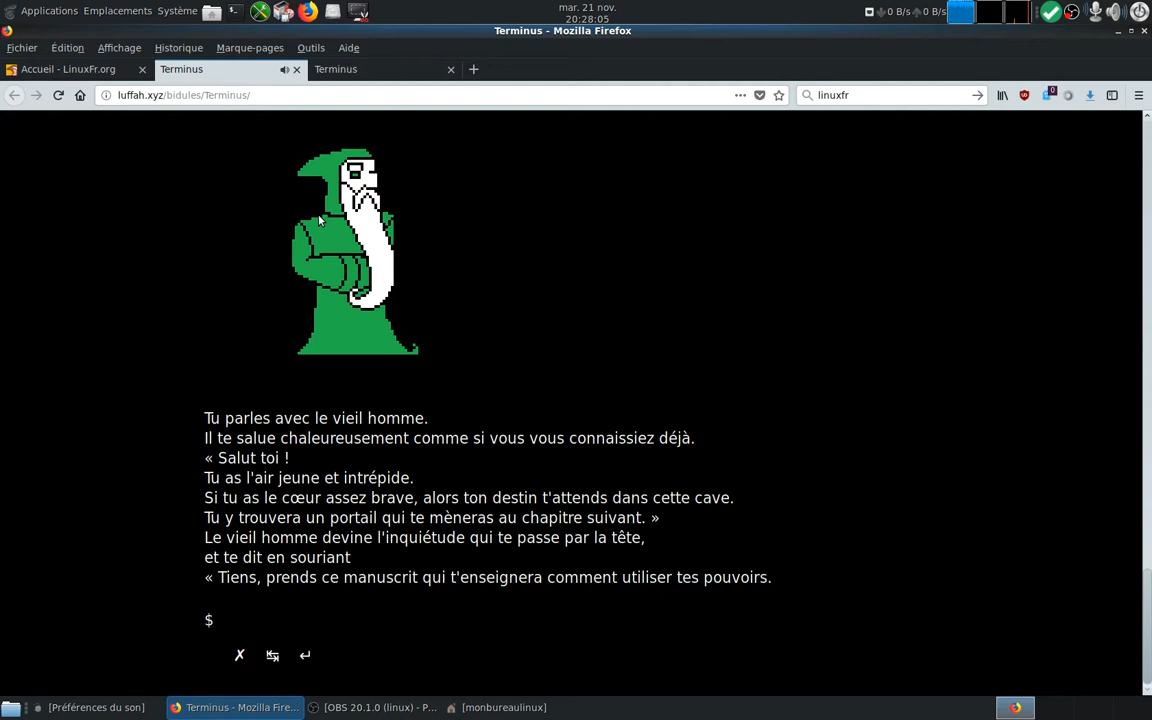 Applications Emplacements Système
mar. 21 nov.
20:28:05
0 B/s 0 B/s
Terminus - Mozilla Firefox
Fichier Édition Affichage Historique Marque-pages Outils Aide
Accueil - LinuxFr.org
Terminus
Terminus
luffah.xyz/bidules/Terminus/
linuxfr
0
Tu parles avec le vieil homme.
Il te salue chaleureusement comme si vous vous connaissiez déjà.
« Salut toi !
Tu as l'air jeune et intrépide.
Si tu as le cœur assez brave, alors ton destin t'attends dans cette cave.
Tu y trouvera un portail qui te mèneras au chapitre suivant. »
Le vieil homme devine l'inquiétude qui te passe par la tête,
et te dit en souriant
« Tiens, prends ce manuscrit qui t'enseignera comment utiliser tes pouvoirs.
$
✗ ↹ ↵
[Préférences du son]
Terminus - Mozilla Fire...
[OBS 20.1.0 (linux) - P...
[monbureaulinux]